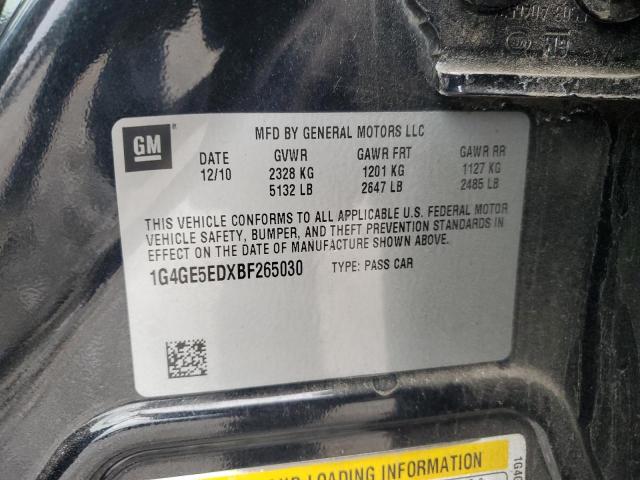 GM
MFD BY GENERAL MOTORS LLC
DATE GVWR GAWR FRT GAWR RR
12/10 2328 KG 1201 KG 1127 KG
5132 LB 2647 LB 2485 LB
THIS VEHICLE CONFORMS TO ALL APPLICABLE U.S. FEDERAL MOTOR
VEHICLE SAFETY, BUMPER, AND THEFT PREVENTION STANDARDS IN
EFFECT ON THE DATE OF MANUFACTURE SHOWN ABOVE.
1G4GE5EDXBF265030 TYPE: PASS CAR
LOADING INFORMATION